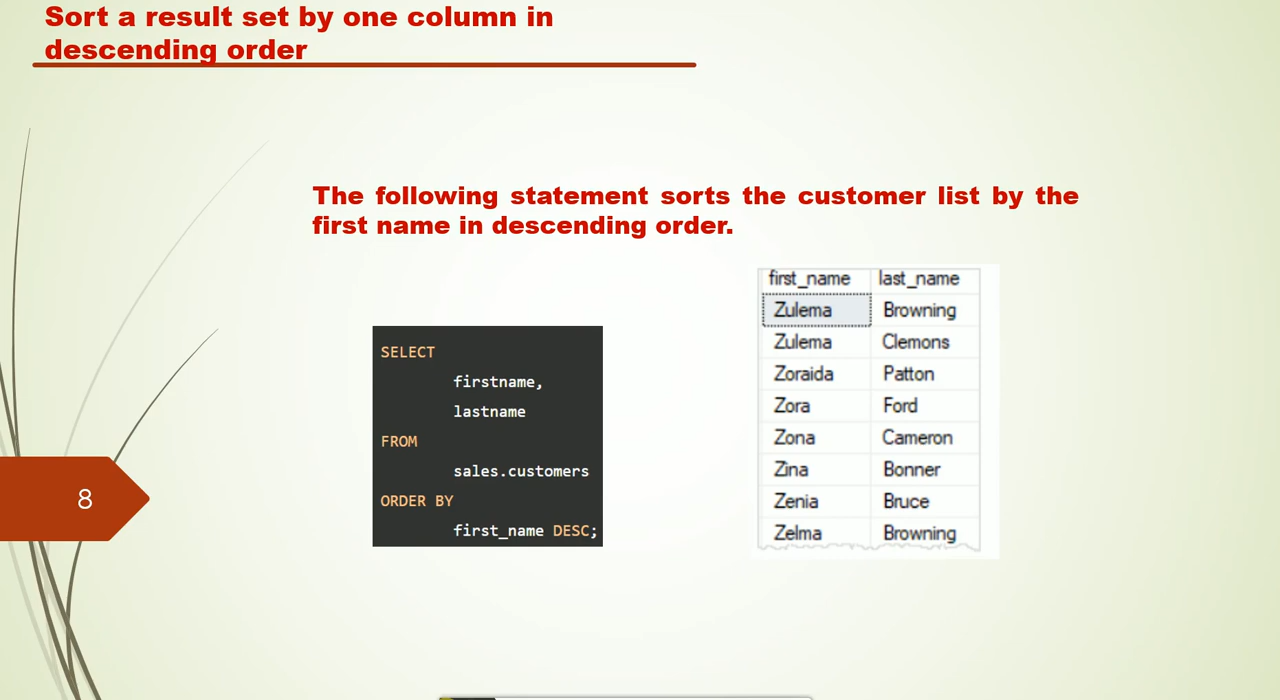 Sort a result set by one column in
descending order
The following statement sorts the customer list by the
first name in descending order.
SELECT
firstname,
lastname
FROM
sales.customers
ORDER BY
first_name DESC;
first_name last_name
Zulema Browning
Zulema Clemons
Zoraida Patton
Zora Ford
Zona Cameron
Zina Bonner
Zenia Bruce
Zelma Browning
8